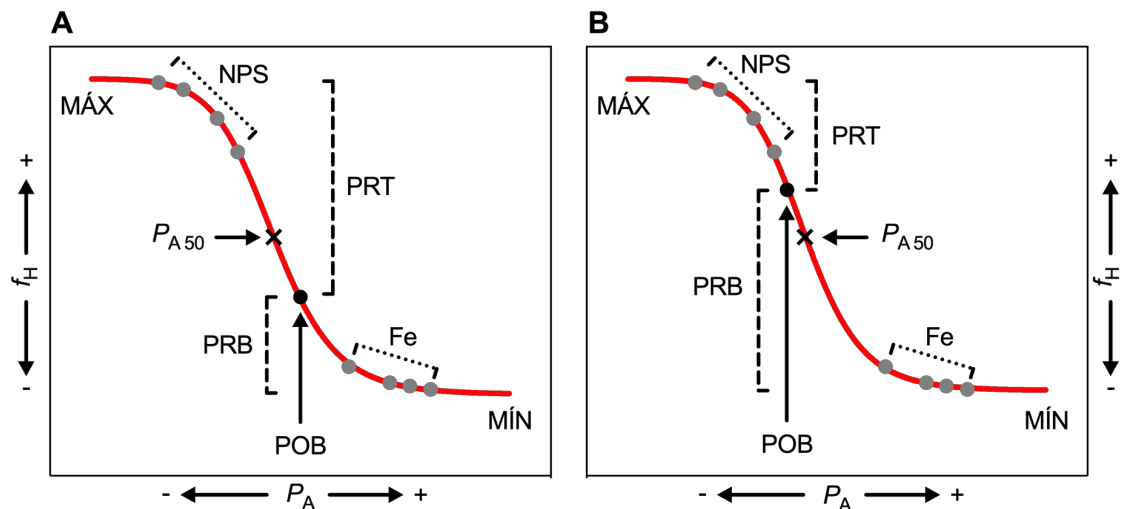 A
NPS
MÁX
PRT
P A 50
PRB
Fe
POB
MÍN
+
f H
-
- P A +
B
NPS
MÁX
PRT
P A 50
PRB
Fe
POB
MÍN
+
f H
-
- P A +